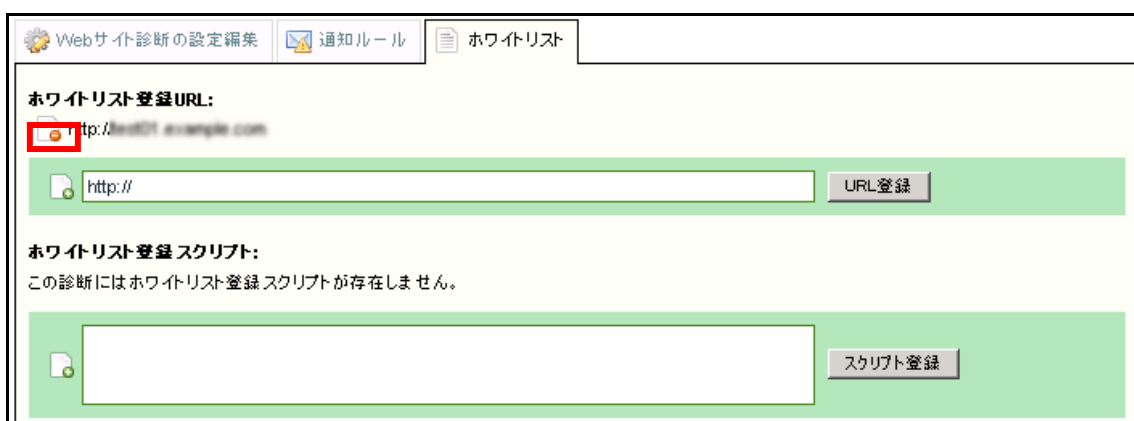 Webサイト診断の設定編集 通知ルール ホワイトリスト
ホワイトリスト登録URL:
http://test01.example.com
http:// URL登録
ホワイトリスト登録スクリプト:
この診断にはホワイトリスト登録スクリプトが存在しません。
スクリプト登録